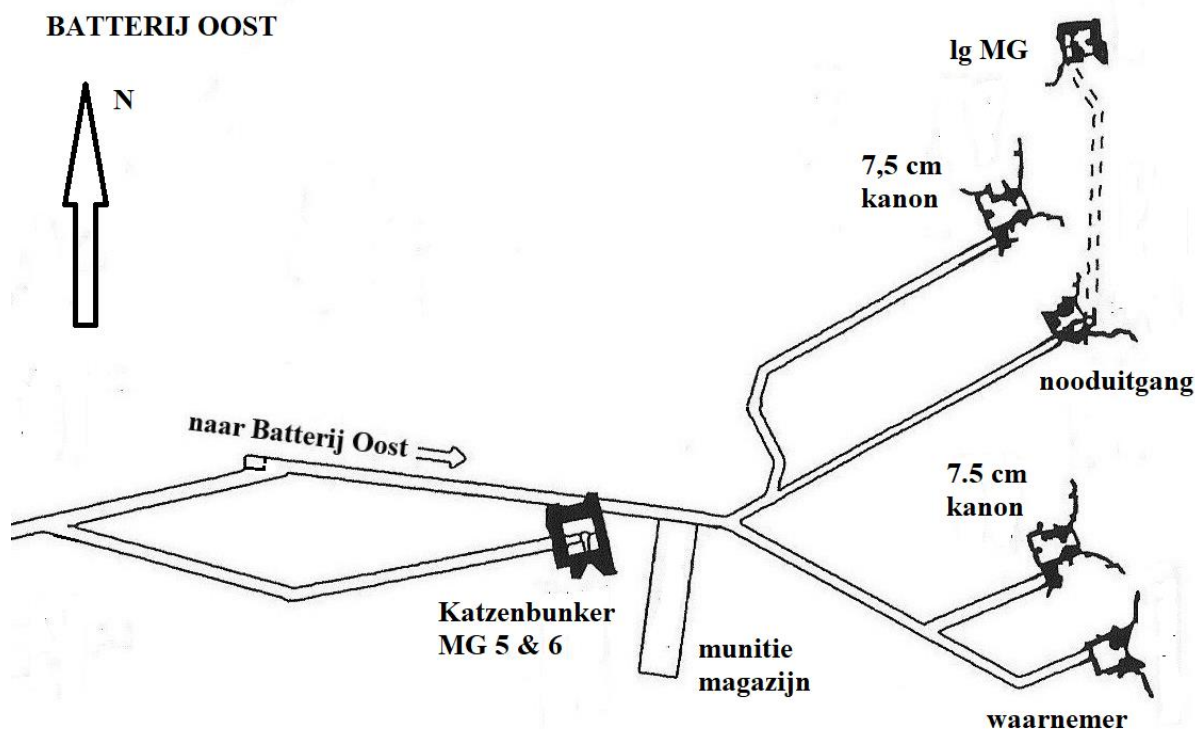 BATTERIJ OOST
N
lg MG
7,5 cm
kanon
nooduitgang
naar Batterij Oost
7.5 cm
kanon
Katzenbunker
MG 5 & 6
munitie
magazijn
waarnemer